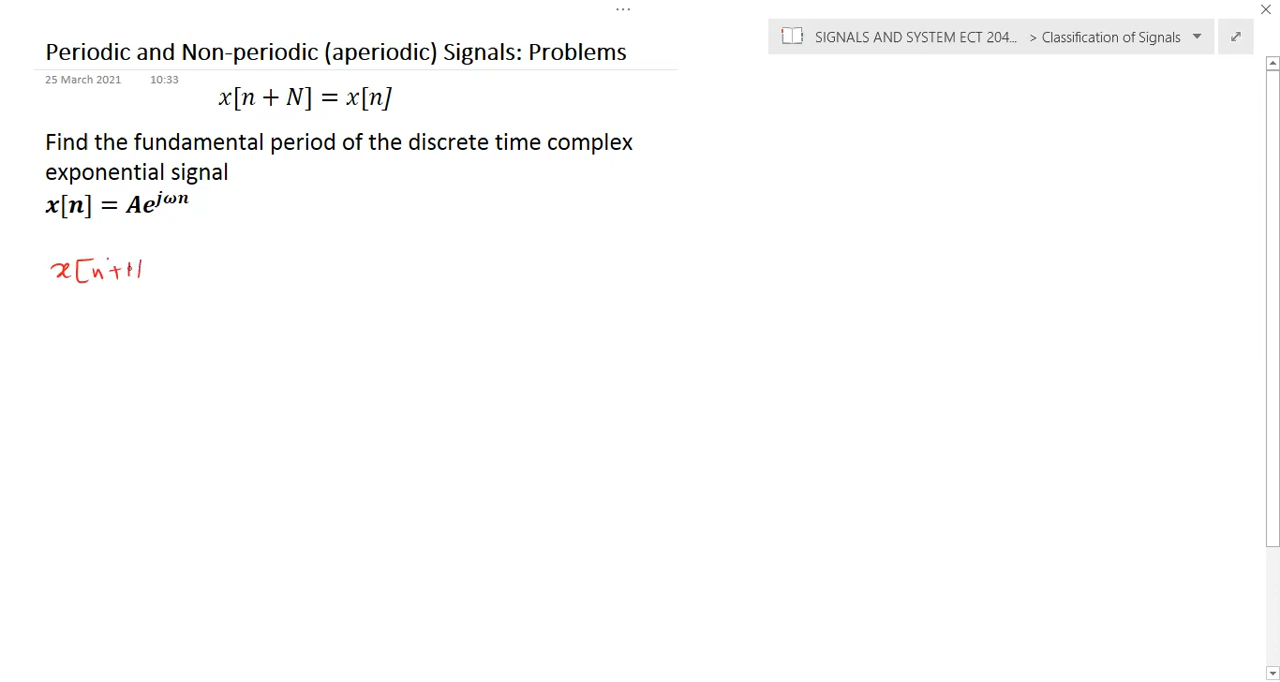 ...
SIGNALS AND SYSTEM ECT 204... > Classification of Signals
Periodic and Non-periodic (aperiodic) Signals: Problems
25 March 2021 10:33
x[n + N] = x[n]
Find the fundamental period of the discrete time complex
exponential signal
x[n] = Ae^{jωn}
x[n+